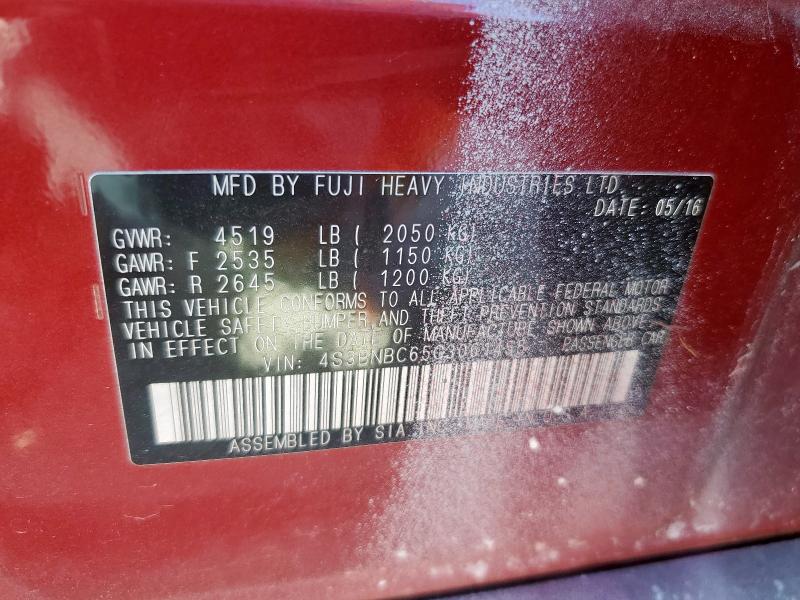 MFD BY FUJI HEAVY INDUSTRIES LTD.
DATE: 05/16
GVWR: 4519 LB ( 2050 KG)
GAWR: F 2535 LB ( 1150 KG)
GAWR: R 2645 LB ( 1200 KG)
THIS VEHICLE CONFORMS TO ALL APPLICABLE FEDERAL MOTOR
VEHICLE SAFETY BUMPER AND THEFT PREVENTION STANDARDS
IN EFFECT ON THE DATE OF MANUFACTURE SHOWN ABOVE.
VIN: PASSENGER CAR
ASSEMBLED BY SIA